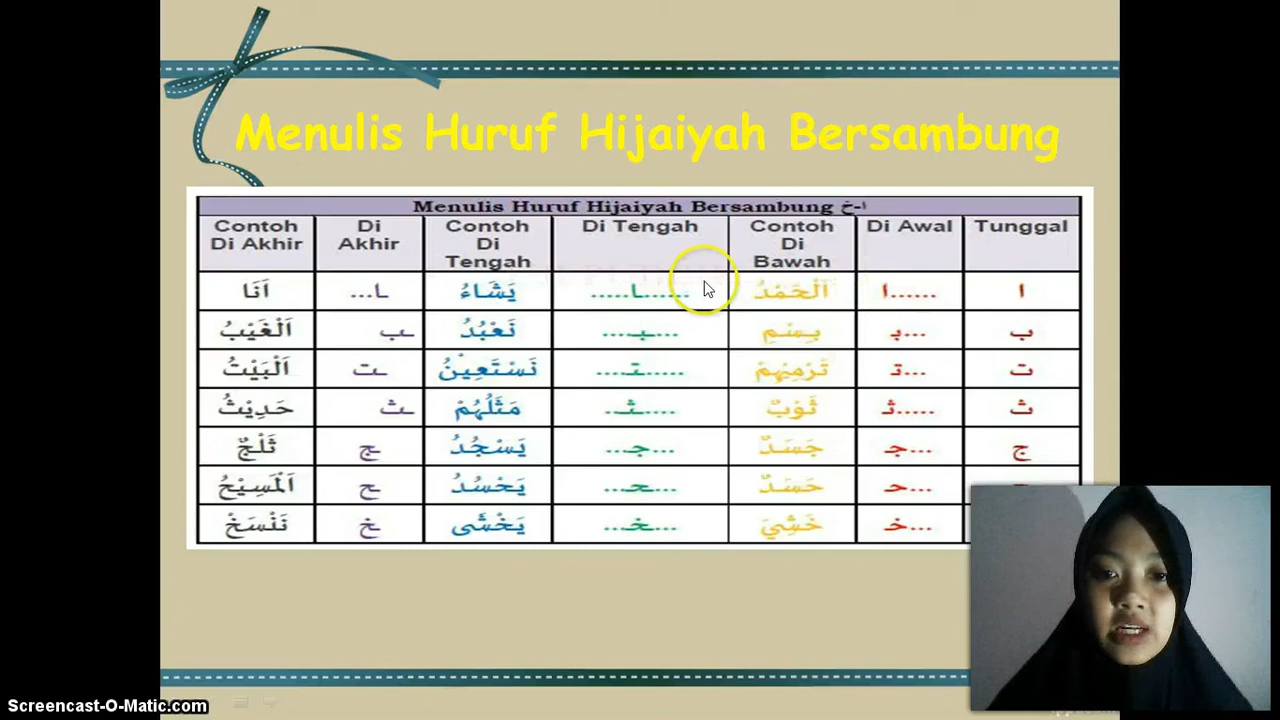 Menulis Huruf Hijaiyah Bersambung
Menulis Huruf Hijaiyah Bersambung ا-خ
Contoh Di Akhir | Di Akhir | Contoh Di Tengah | Di Tengah | Contoh Di Bawah | Di Awal | Tunggal
اَنَا | ...ـا | يَشَاءُ | .....ـا...... | اَلْحَمْدُ | ا...... | ا
اَلْغَيْبُ | ـب | نَعْبُدُ | ...ـبـ.... | بِسْمِ | بـ... | ب
اَلْبَيْتُ | ـت | نَسْتَعِيْنُ | ....ـتـ..... | تَرْمِيْهِمْ | تـ... | ت
حَدِيْثُ | ـث | مَثَلُهُمْ | ...ـثـ.... | ثَوْبٌ | ثـ..... | ث
ثَلْجٌ | ـج | يَسْجُدُ | ...ـجـ... | جَسَدٌ | جـ... | ج
اَلْمَسِيْحُ | ـح | يَحْسُدُ | ...ـحـ.... | حَسَدٌ | حـ...
نَنْسَخْ | ـخ | يَخْشَى | ...ـخـ.... | خَشِيَ | خـ...
Screencast-O-Matic.com